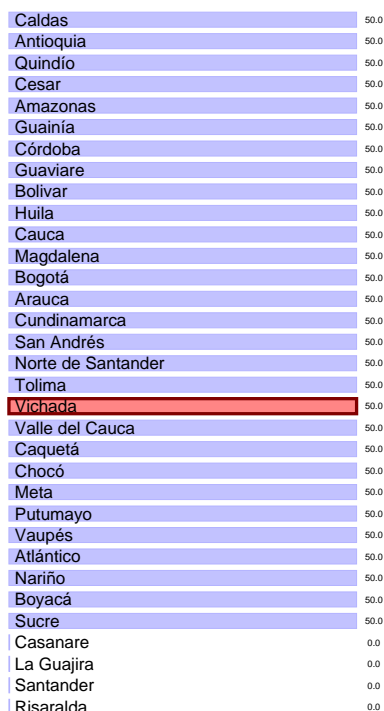 Caldas 50.0
Antioquia 50.0
Quindío 50.0
Cesar 50.0
Amazonas 50.0
Guainía 50.0
Córdoba 50.0
Guaviare 50.0
Bolivar 50.0
Huila 50.0
Cauca 50.0
Magdalena 50.0
Bogotá 50.0
Arauca 50.0
Cundinamarca 50.0
San Andrés 50.0
Norte de Santander 50.0
Tolima 50.0
Vichada 50.0
Valle del Cauca 50.0
Caquetá 50.0
Chocó 50.0
Meta 50.0
Putumayo 50.0
Vaupés 50.0
Atlántico 50.0
Nariño 50.0
Boyacá 50.0
Sucre 50.0
Casanare 0.0
La Guajira 0.0
Santander 0.0
Risaralda 0.0